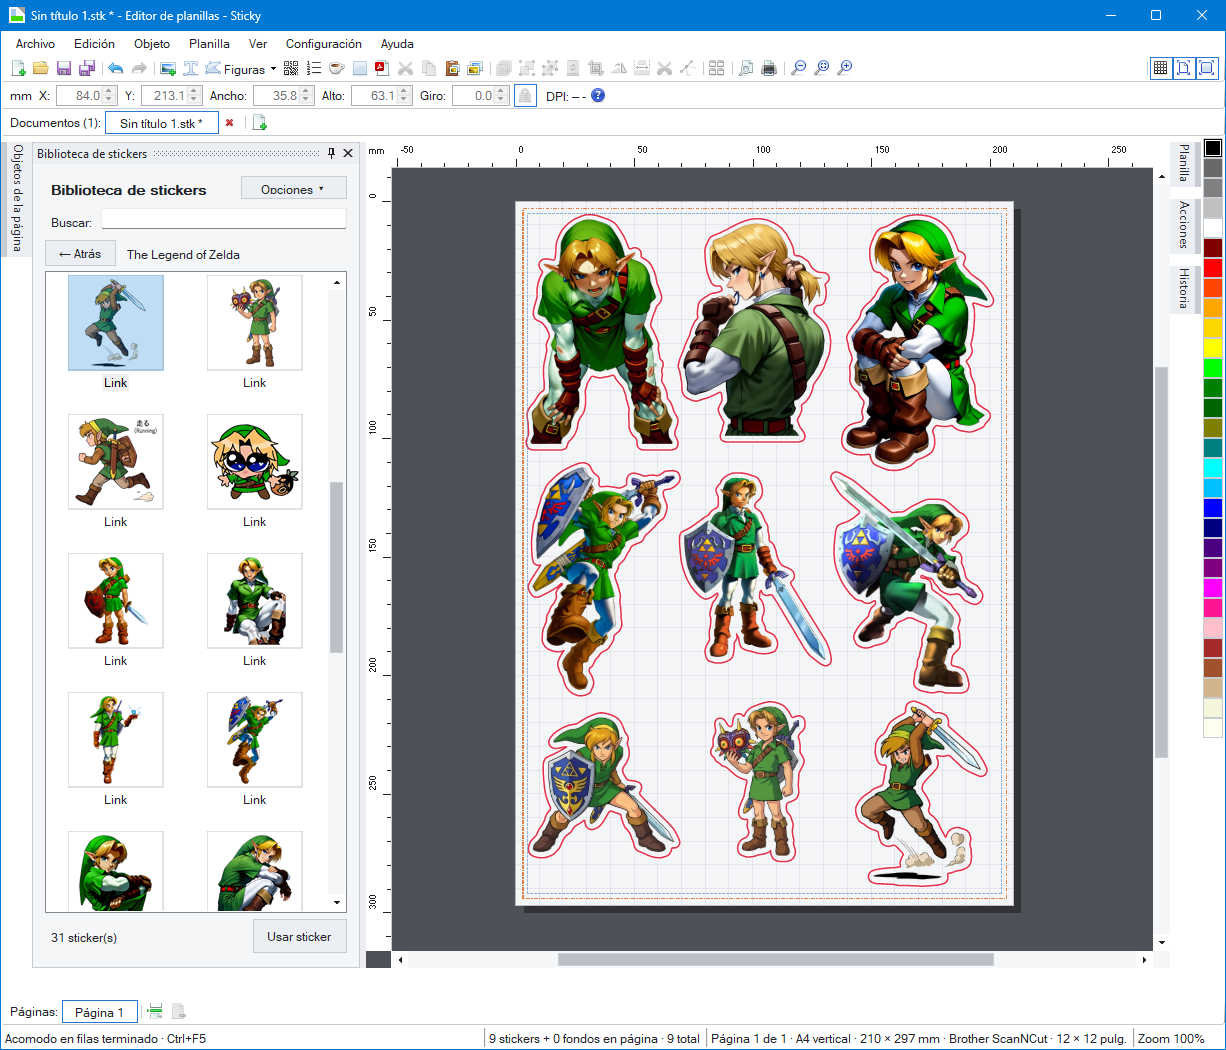 Sin título 1.stk * - Editor de planillas - Sticky
Archivo Edición Objeto Planilla Ver Configuración Ayuda
Figuras
mm X: 84.0 Y: 213.1 Ancho: 35.8 Alto: 63.1 Giro: 0.0 DPI: – -
Documentos (1): Sin título 1.stk *
Objetos de la página
Biblioteca de stickers
Biblioteca de stickers
Opciones
Buscar:
← Atrás The Legend of Zelda
Link Link
走る
(Running)
Link Link
Link Link
Link Link
31 sticker(s)
Usar sticker
mm -50 0 50 100 150 200 250
0
50
100
150
200
250
300
Planilla
Acciones
Historia
Páginas: Página 1
Acomodo en filas terminado · Ctrl+F5
9 stickers + 0 fondos en página · 9 total
Página 1 de 1 · A4 vertical · 210 × 297 mm · Brother ScanNCut · 12 × 12 pulg.
Zoom 100%